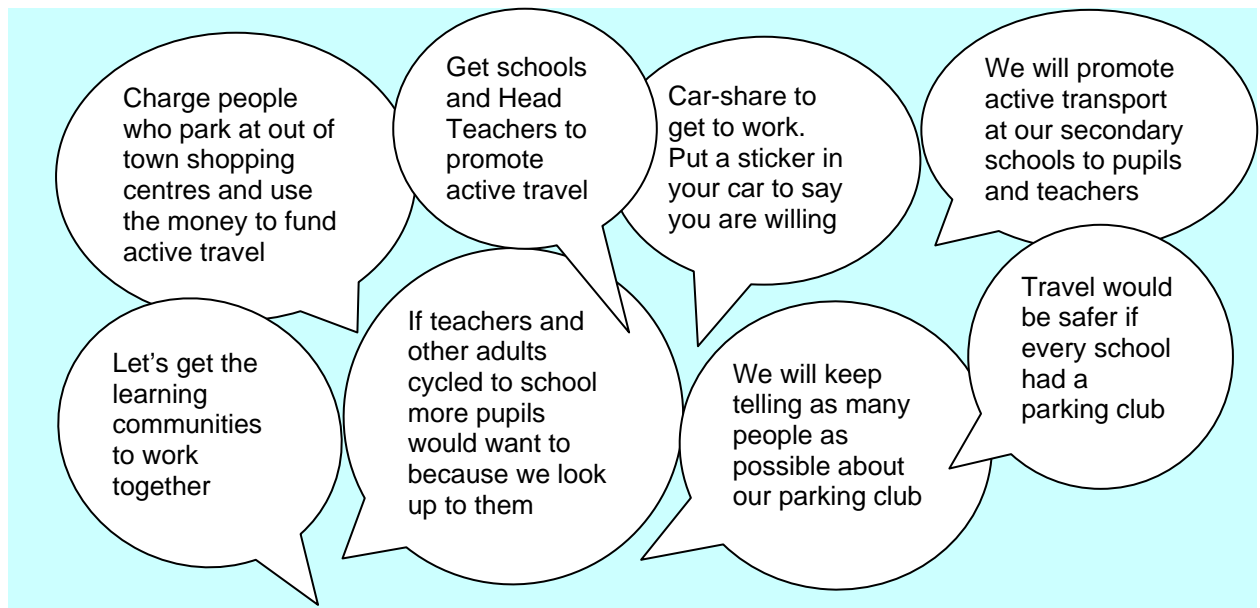 Charge people
who park at out of
town shopping
centres and use
the money to fund
active travel
Get schools
and Head
Teachers to
promote
active travel
Car-share to
get to work.
Put a sticker in
your car to say
you are willing
We will promote
active transport
at our secondary
schools to pupils
and teachers
Let’s get the
learning
communities
to work
together
If teachers and
other adults
cycled to school
more pupils
would want to
because we look
up to them
We will keep
telling as many
people as
possible about
our parking club
Travel would
be safer if
every school
had a
parking club